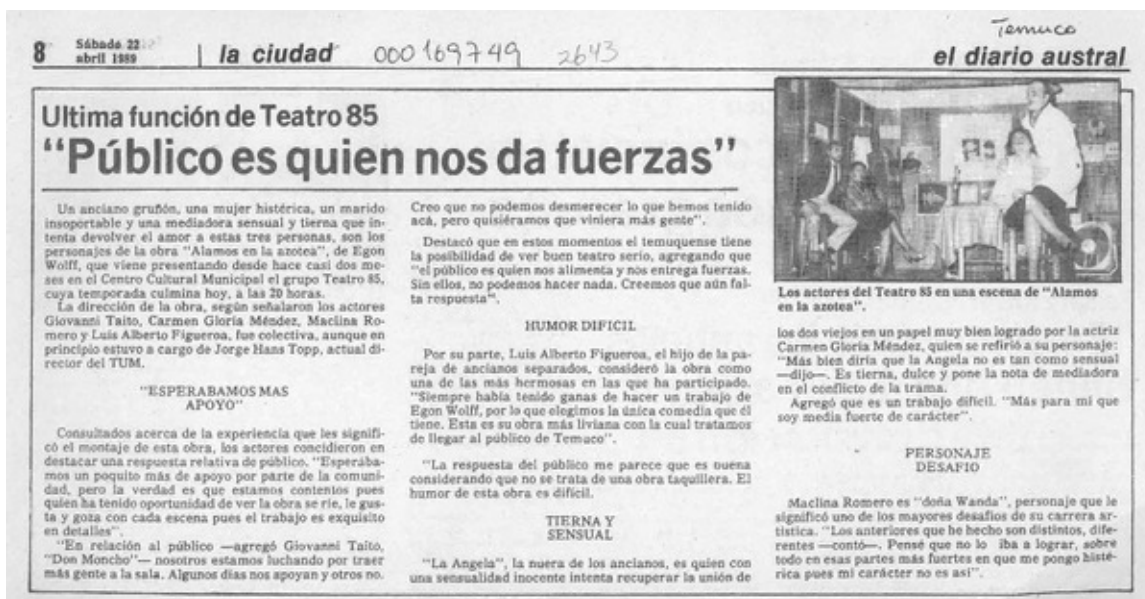 8
Sábado 22
abril 1989
la ciudad
000169749
2643
Temuco
el diario austral
Ultima función de Teatro 85
“Público es quien nos da fuerzas”
Un anciano gruñón, una mujer histérica, un marido
insoportable y una mediadora sensual y tierna que in-
tenta devolver el amor a estas tres personas, son los
personajes de la obra “Alamos en la azotea”, de Egon
Wolff, que viene presentando desde hace casi dos me-
ses en el Centro Cultural Municipal el grupo Teatro 85,
cuya temporada culmina hoy, a las 20 horas.
La dirección de la obra, según señalaron los actores
Giovanni Taito, Carmen Gloria Méndez, Maclina Ro-
mero y Luis Alberto Figueroa, fue colectiva, aunque en
principio estuvo a cargo de Jorge Hans Topp, actual di-
rector del TUM.
“ESPERABAMOS MAS
APOYO”
Consultados acerca de la experiencia que les signifi-
có el montaje de esta obra, los actores concidieron en
destacar una respuesta relativa de público. “Esperába-
mos un poquito más de apoyo por parte de la comuni-
dad, pero la verdad es que estamos contentos pues
quien ha tenido oportunidad de ver la obra se ríe, le gus-
ta y goza con cada escena pues el trabajo es exquisito
en detalles”.
“En relación al público —agregó Giovanni Taito,
“Don Moncho”— nosotros estamos luchando por traer
más gente a la sala. Algunos días nos apoyan y otros no.
Creo que no podemos desmerecer lo que hemos tenido
acá, pero quisiéramos que viniera más gente”.
Destacó que en estos momentos el temuquense tiene
la posibilidad de ver buen teatro serio, agregando que
“el público es quien nos alimenta y nos entrega fuerzas.
Sin ellos, no podemos hacer nada. Creemos que aún fal-
ta respuesta”.
HUMOR DIFICIL
Por su parte, Luis Alberto Figueroa, el hijo de la pa-
reja de ancianos separados, consideró la obra como
una de las más hermosas en las que ha participado.
“Siempre había tenido ganas de hacer un trabajo de
Egon Wolff, por lo que elegimos la única comedia que él
tiene. Esta es su obra más liviana con la cual tratamos
de llegar al público de Temuco”.
“La respuesta del público me parece que es buena
considerando que no se trata de una obra taquillera. El
humor de esta obra es difícil.
TIERNA Y
SENSUAL
“La Angela”, la nuera de los ancianos, es quien con
una sensualidad inocente intenta recuperar la unión de
Los actores del Teatro 85 en una escena de “Alamos
en la azotea”.
los dos viejos en un papel muy bien logrado por la actriz
Carmen Gloria Méndez, quien se refirió a su personaje:
“Más bien diría que la Angela no es tan como sensual
—dijo—. Es tierna, dulce y pone la nota de mediadora
en el conflicto de la trama.
Agregó que es un trabajo difícil. “Más para mí que
soy media fuerte de carácter”.
PERSONAJE
DESAFIO
Maclina Romero es “doña Wanda”, personaje que le
significó uno de los mayores desafíos de su carrera ar-
tística. “Los anteriores que he hecho son distintos, dife-
rentes —contó—. Pensé que no lo iba a lograr, sobre
todo en esas partes más fuertes en que me pongo histé-
rica pues mi carácter no es así”.